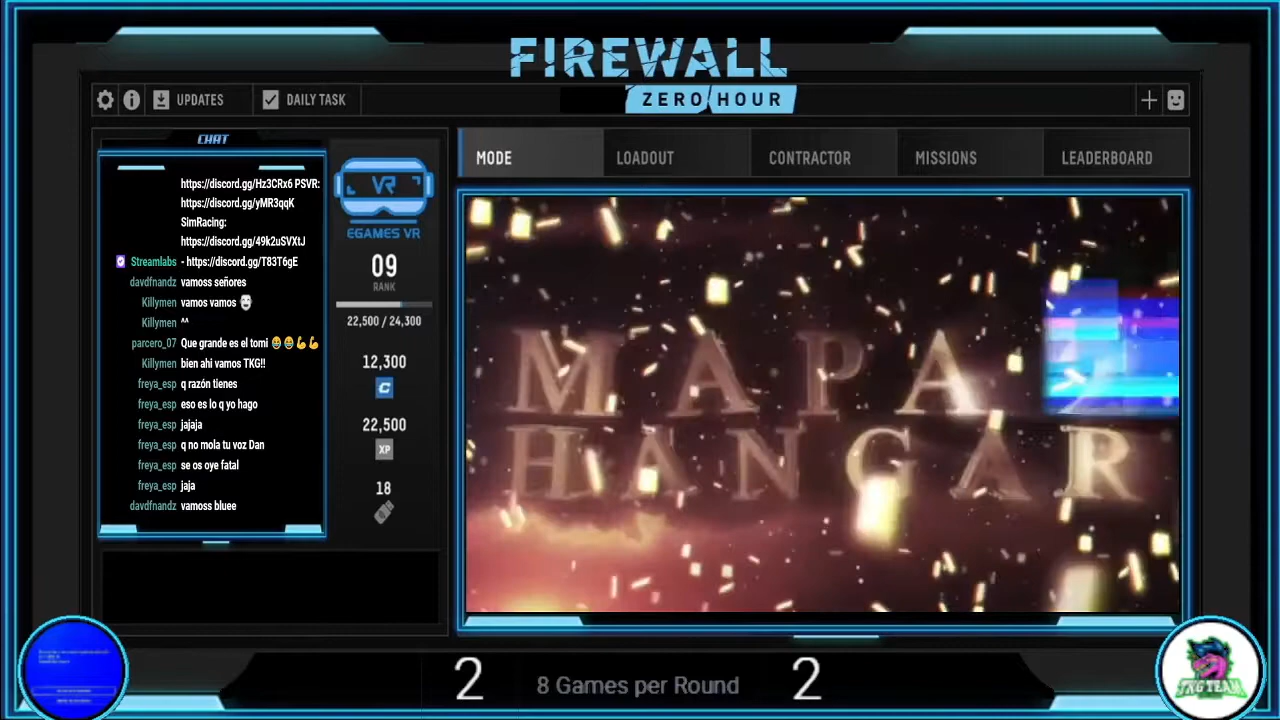 FIREWALL
ZERO HOUR
UPDATES
DAILY TASK
CHAT
https://discord.gg/Hz3CRx6 PSVR:
https://discord.gg/yMR3qqK
SimRacing:
https://discord.gg/49k2uSVXtJ
Streamlabs - https://discord.gg/T83T6gE
davdfnandz vamoss señores
Killymen vamos vamos
Killymen ^^
parcero_07 Que grande es el tomi 😂😂💪💪
Killymen bien ahi vamos TKG!!
freya_esp q razón tienes
freya_esp eso es lo q yo hago
freya_esp jajaja
freya_esp q no mola tu voz Dan
freya_esp se os oye fatal
freya_esp jaja
davdfnandz vamoss bluee
VR
EGAMES VR
09
RANK
22,500 / 24,300
12,300
C
22,500
XP
18
MODE
LOADOUT
CONTRACTOR
MISSIONS
LEADERBOARD
MAPA 2
HANGAR
2
8 Games per Round
2
TKG TEAM